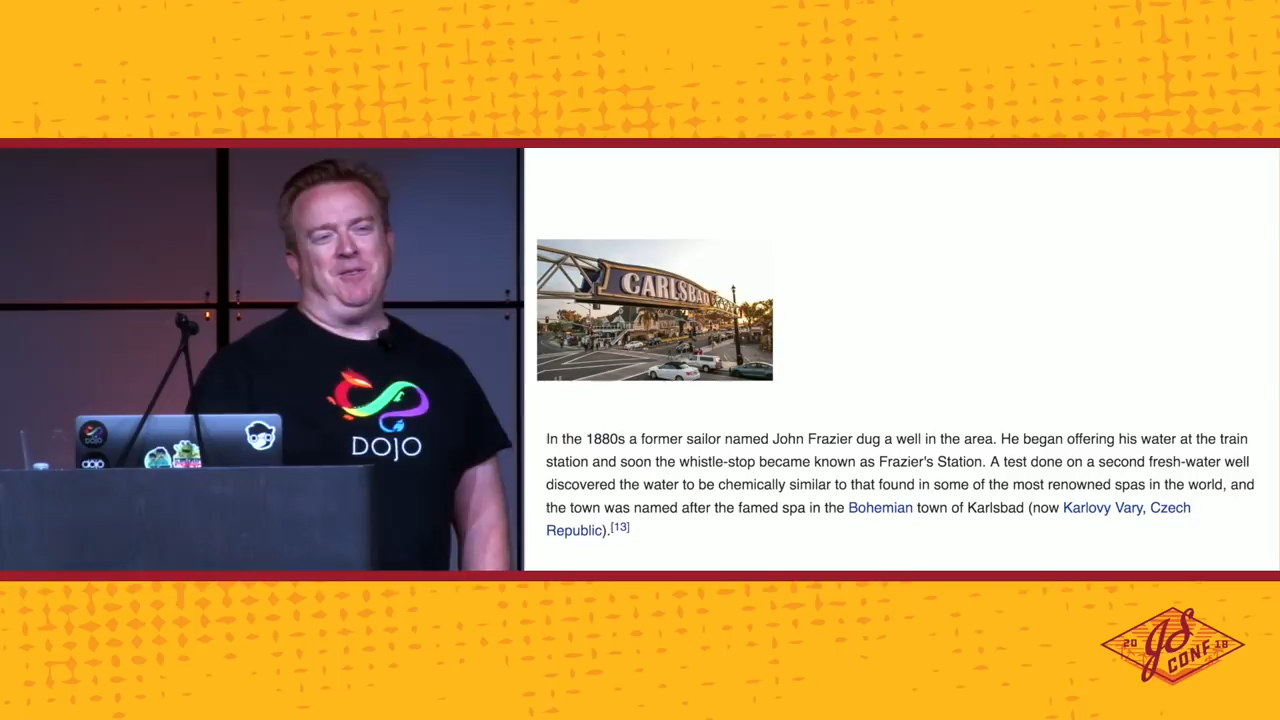 CARLSBAD
DOJO
DOJO
dojo
In the 1880s a former sailor named John Frazier dug a well in the area. He began offering his water at the train
station and soon the whistle-stop became known as Frazier's Station. A test done on a second fresh-water well
discovered the water to be chemically similar to that found in some of the most renowned spas in the world, and
the town was named after the famed spa in the Bohemian town of Karlsbad (now Karlovy Vary, Czech
Republic).[13]
20 JS CONF 18